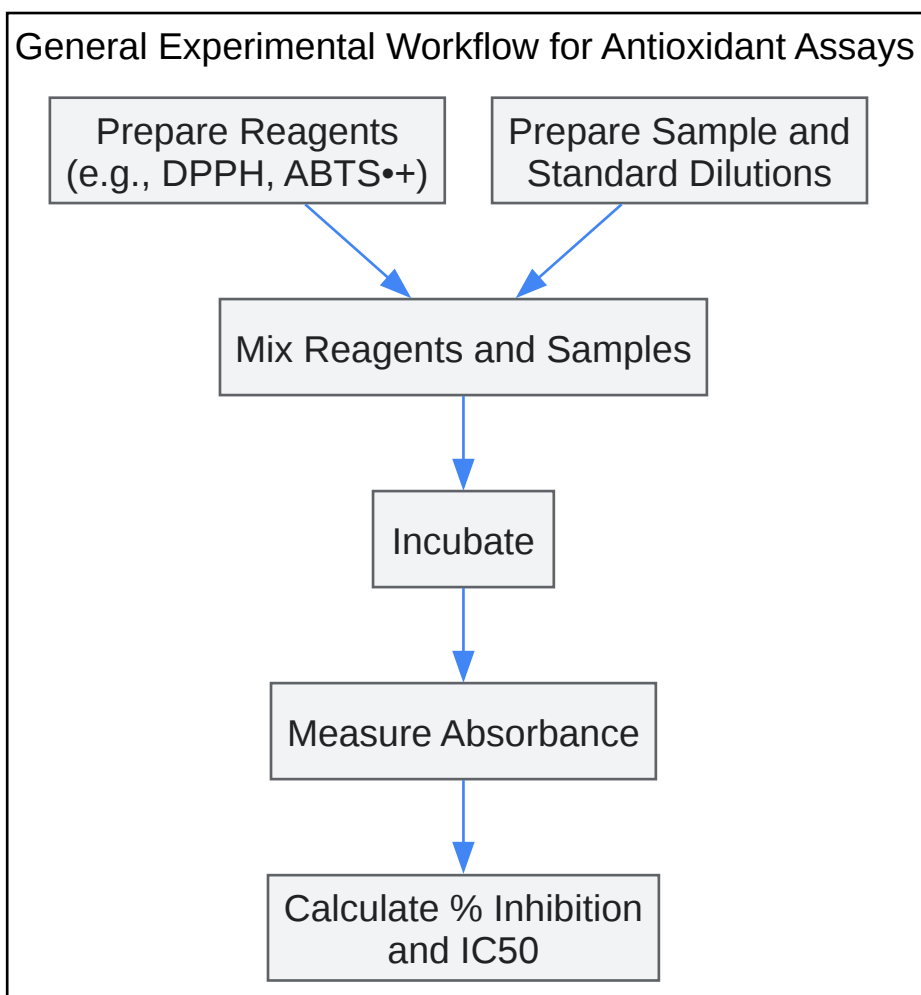 General Experimental Workflow for Antioxidant Assays
Prepare Reagents
(e.g., DPPH, ABTS•+)
Prepare Sample and
Standard Dilutions
Mix Reagents and Samples
Incubate
Measure Absorbance
Calculate % Inhibition
and IC50